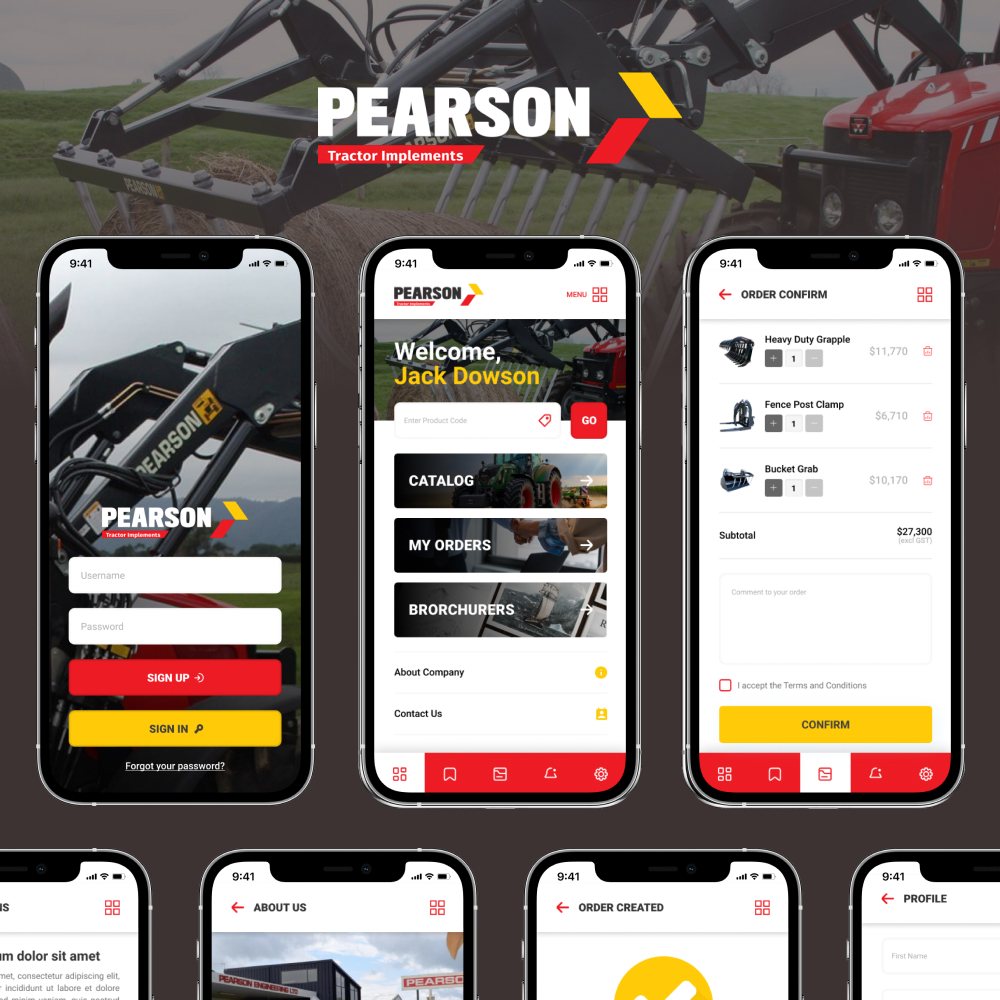 PEARSON
Tractor Implements
PEARSON
9:41
PEARSON
PEARSON
Tractor Implements
Username
Password
SIGN UP
SIGN IN
Forgot your password?
9:41
PEARSON
Tractor Implements
MENU
Welcome,
Jack Dowson
Enter Product Code
GO
CATALOG
MY ORDERS
BRORCHURERS
About Company
Contact Us
9:41
ORDER CONFIRM
Heavy Duty Grapple
+ 1 −
$11,770
Fence Post Clamp
+ 1 −
$6,710
Bucket Grab
+ 1 −
$10,170
Subtotal
$27,300
(excl GST)
Comment to your order
I accept the Terms and Conditions
CONFIRM
NS
um dolor sit amet
met, consectetur adipiscing elit,
r incididunt ut labore et dolore
9:41
ABOUT US
PEARSON ENGINEERING LTD
PEARSO
9:41
ORDER CREATED
9:41
PROFILE
First Name